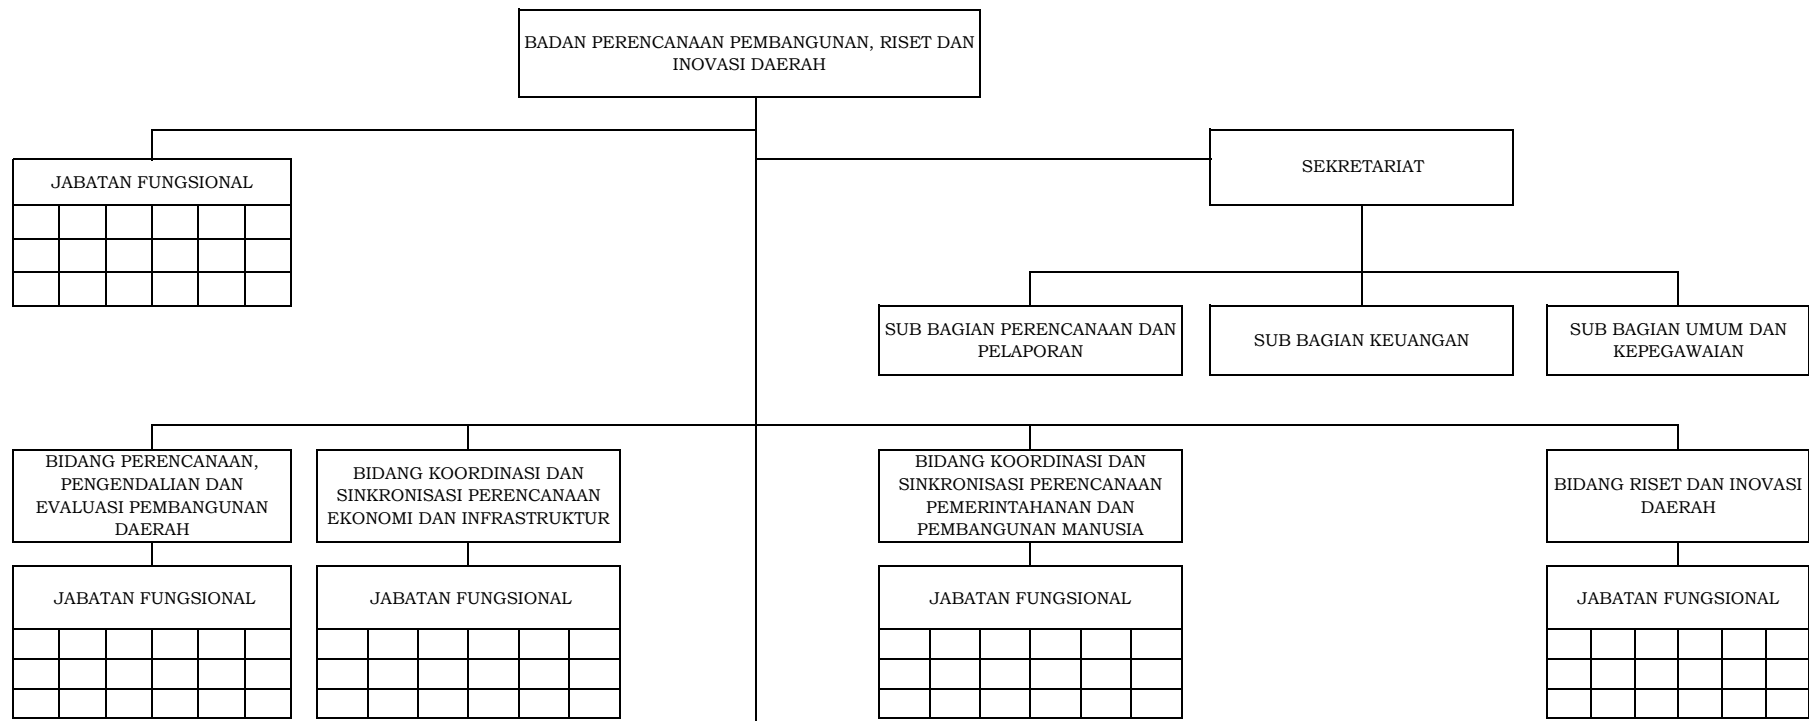 BADAN PERENCANAAN PEMBANGUNAN, RISET DAN
INOVASI DAERAH
JABATAN FUNGSIONAL
SEKRETARIAT
SUB BAGIAN PERENCANAAN DAN
PELAPORAN
SUB BAGIAN KEUANGAN
SUB BAGIAN UMUM DAN
KEPEGAWAIAN
BIDANG PERENCANAAN,
PENGENDALIAN DAN
EVALUASI PEMBANGUNAN
DAERAH
BIDANG KOORDINASI DAN
SINKRONISASI PERENCANAAN
EKONOMI DAN INFRASTRUKTUR
BIDANG KOORDINASI DAN
SINKRONISASI PERENCANAAN
PEMERINTAHANAN DAN
PEMBANGUNAN MANUSIA
BIDANG RISET DAN INOVASI
DAERAH
JABATAN FUNGSIONAL
JABATAN FUNGSIONAL
JABATAN FUNGSIONAL
JABATAN FUNGSIONAL